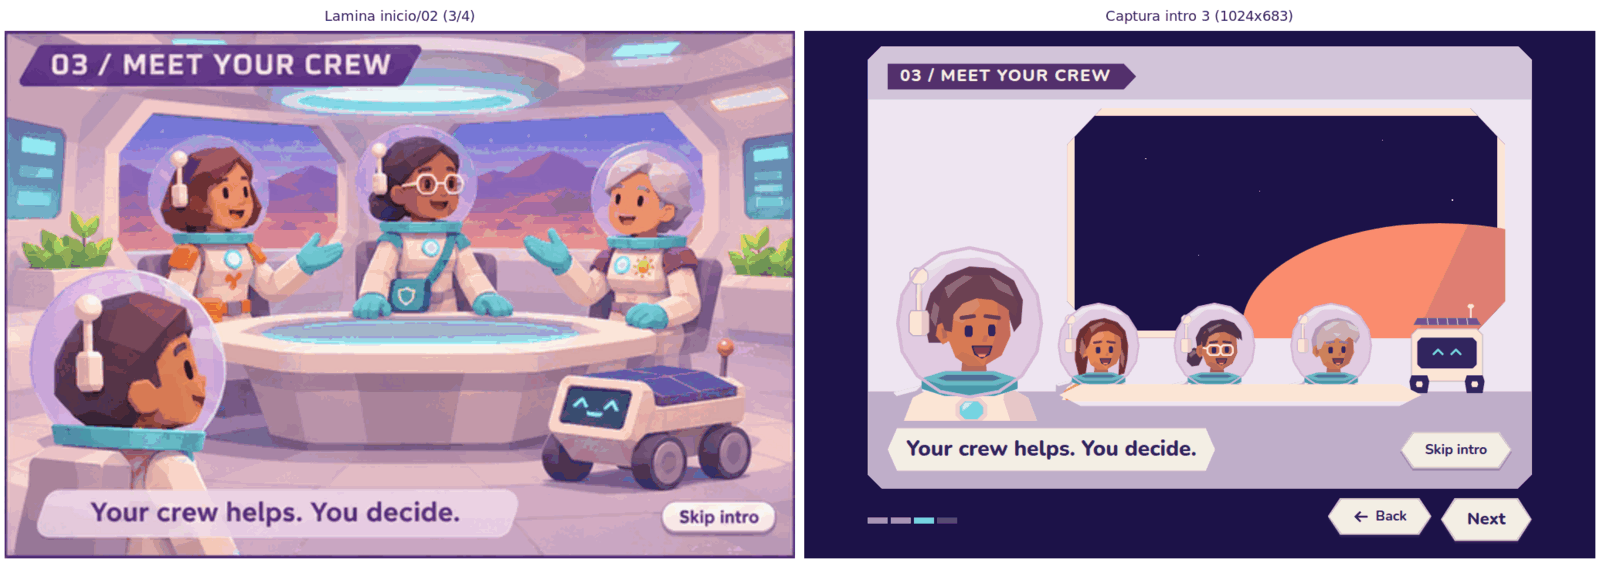 Lamina inicio/02 (3/4)
03 / MEET YOUR CREW
Your crew helps. You decide.
Skip intro
Captura intro 3 (1024x683)
03 / MEET YOUR CREW
Your crew helps. You decide.
Skip intro
← Back
Next